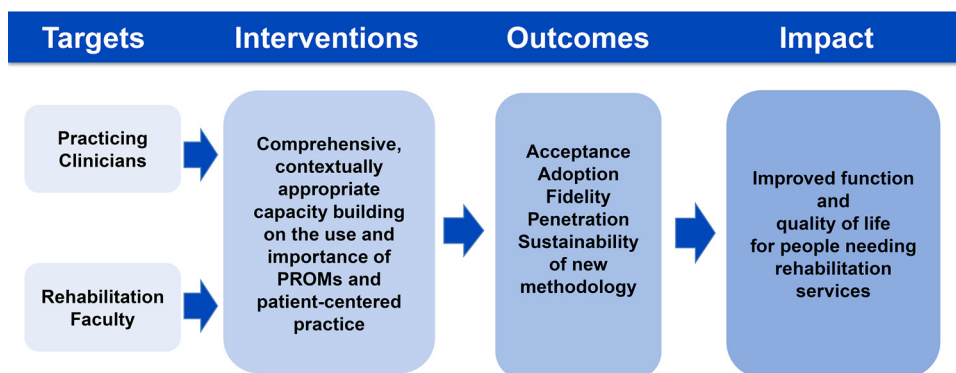 Targets
Interventions
Outcomes
Impact
Practicing
Clinicians
Rehabilitation
Faculty
Comprehensive,
contextually
appropriate
capacity building
on the use and
importance of
PROMs and
patient-centered
practice
Acceptance
Adoption
Fidelity
Penetration
Sustainability
of new
methodology
Improved function
and
quality of life
for people needing
rehabilitation
services